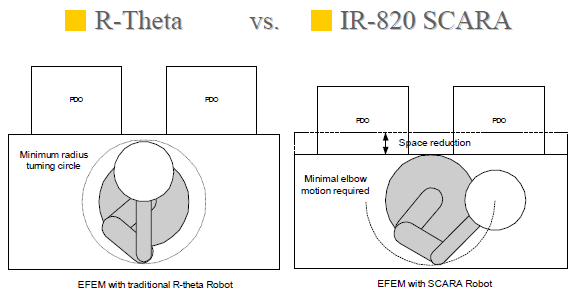 R-Theta vs. IR-820 SCARA
PDO PDO PDO PDO
Space reduction
Minimum radius
turning circle
Minimal elbow
motion required
EFEM with traditional R-theta Robot
EFEM with SCARA Robot